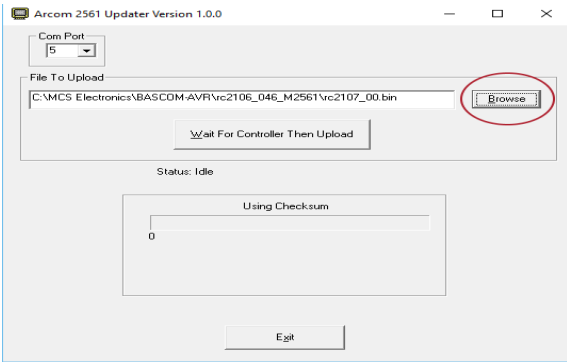 Arcom 2561 Updater Version 1.0.0
Com Port
5
File To Upload
C:\MCS Electronics\BASCOM-AVR\rc2106_046_M2561\rc2107_00.bin
Browse
Wait For Controller Then Upload
Status: Idle
Using Checksum
0
Exit